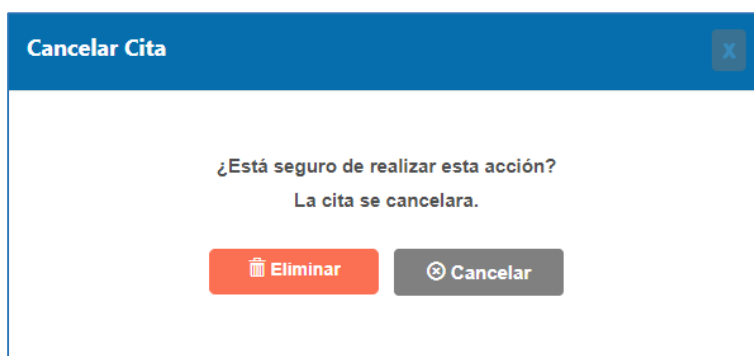 Cancelar Cita
X
¿Está seguro de realizar esta acción?
La cita se cancelara.
Eliminar
Cancelar